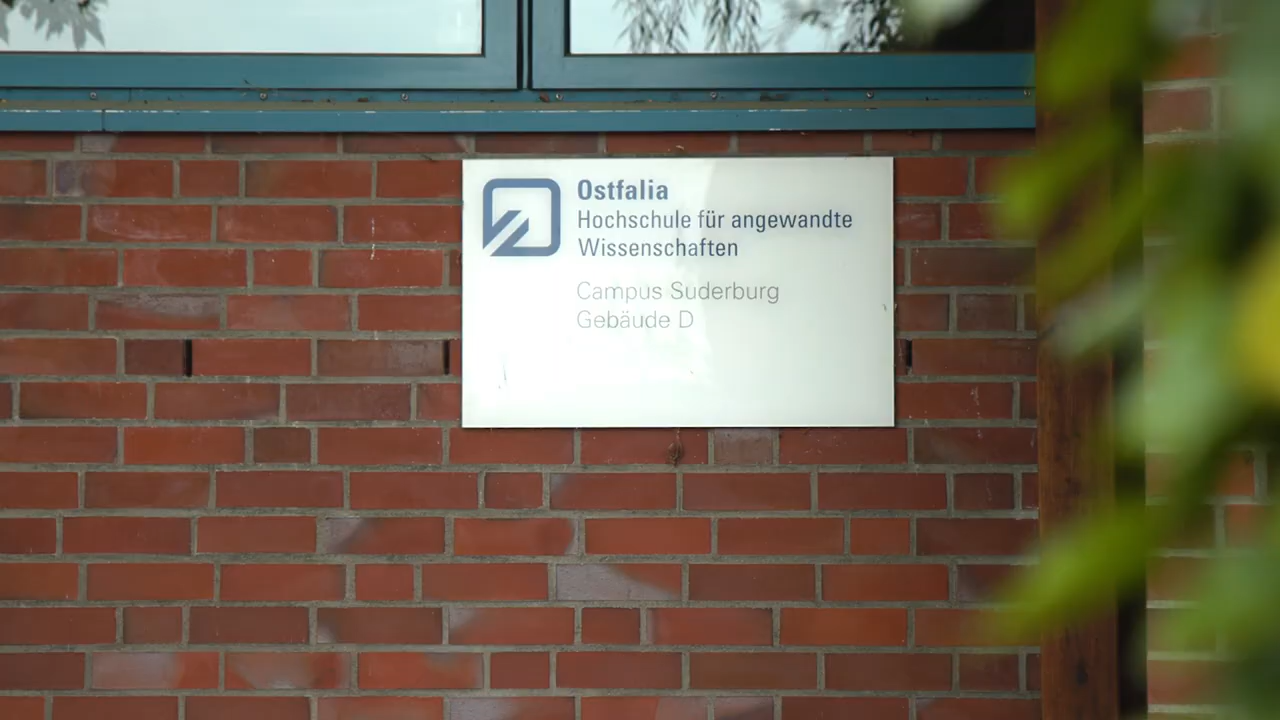 Ostfalia
Hochschule für angewandte
Wissenschaften
Campus Suderburg
Gebäude D